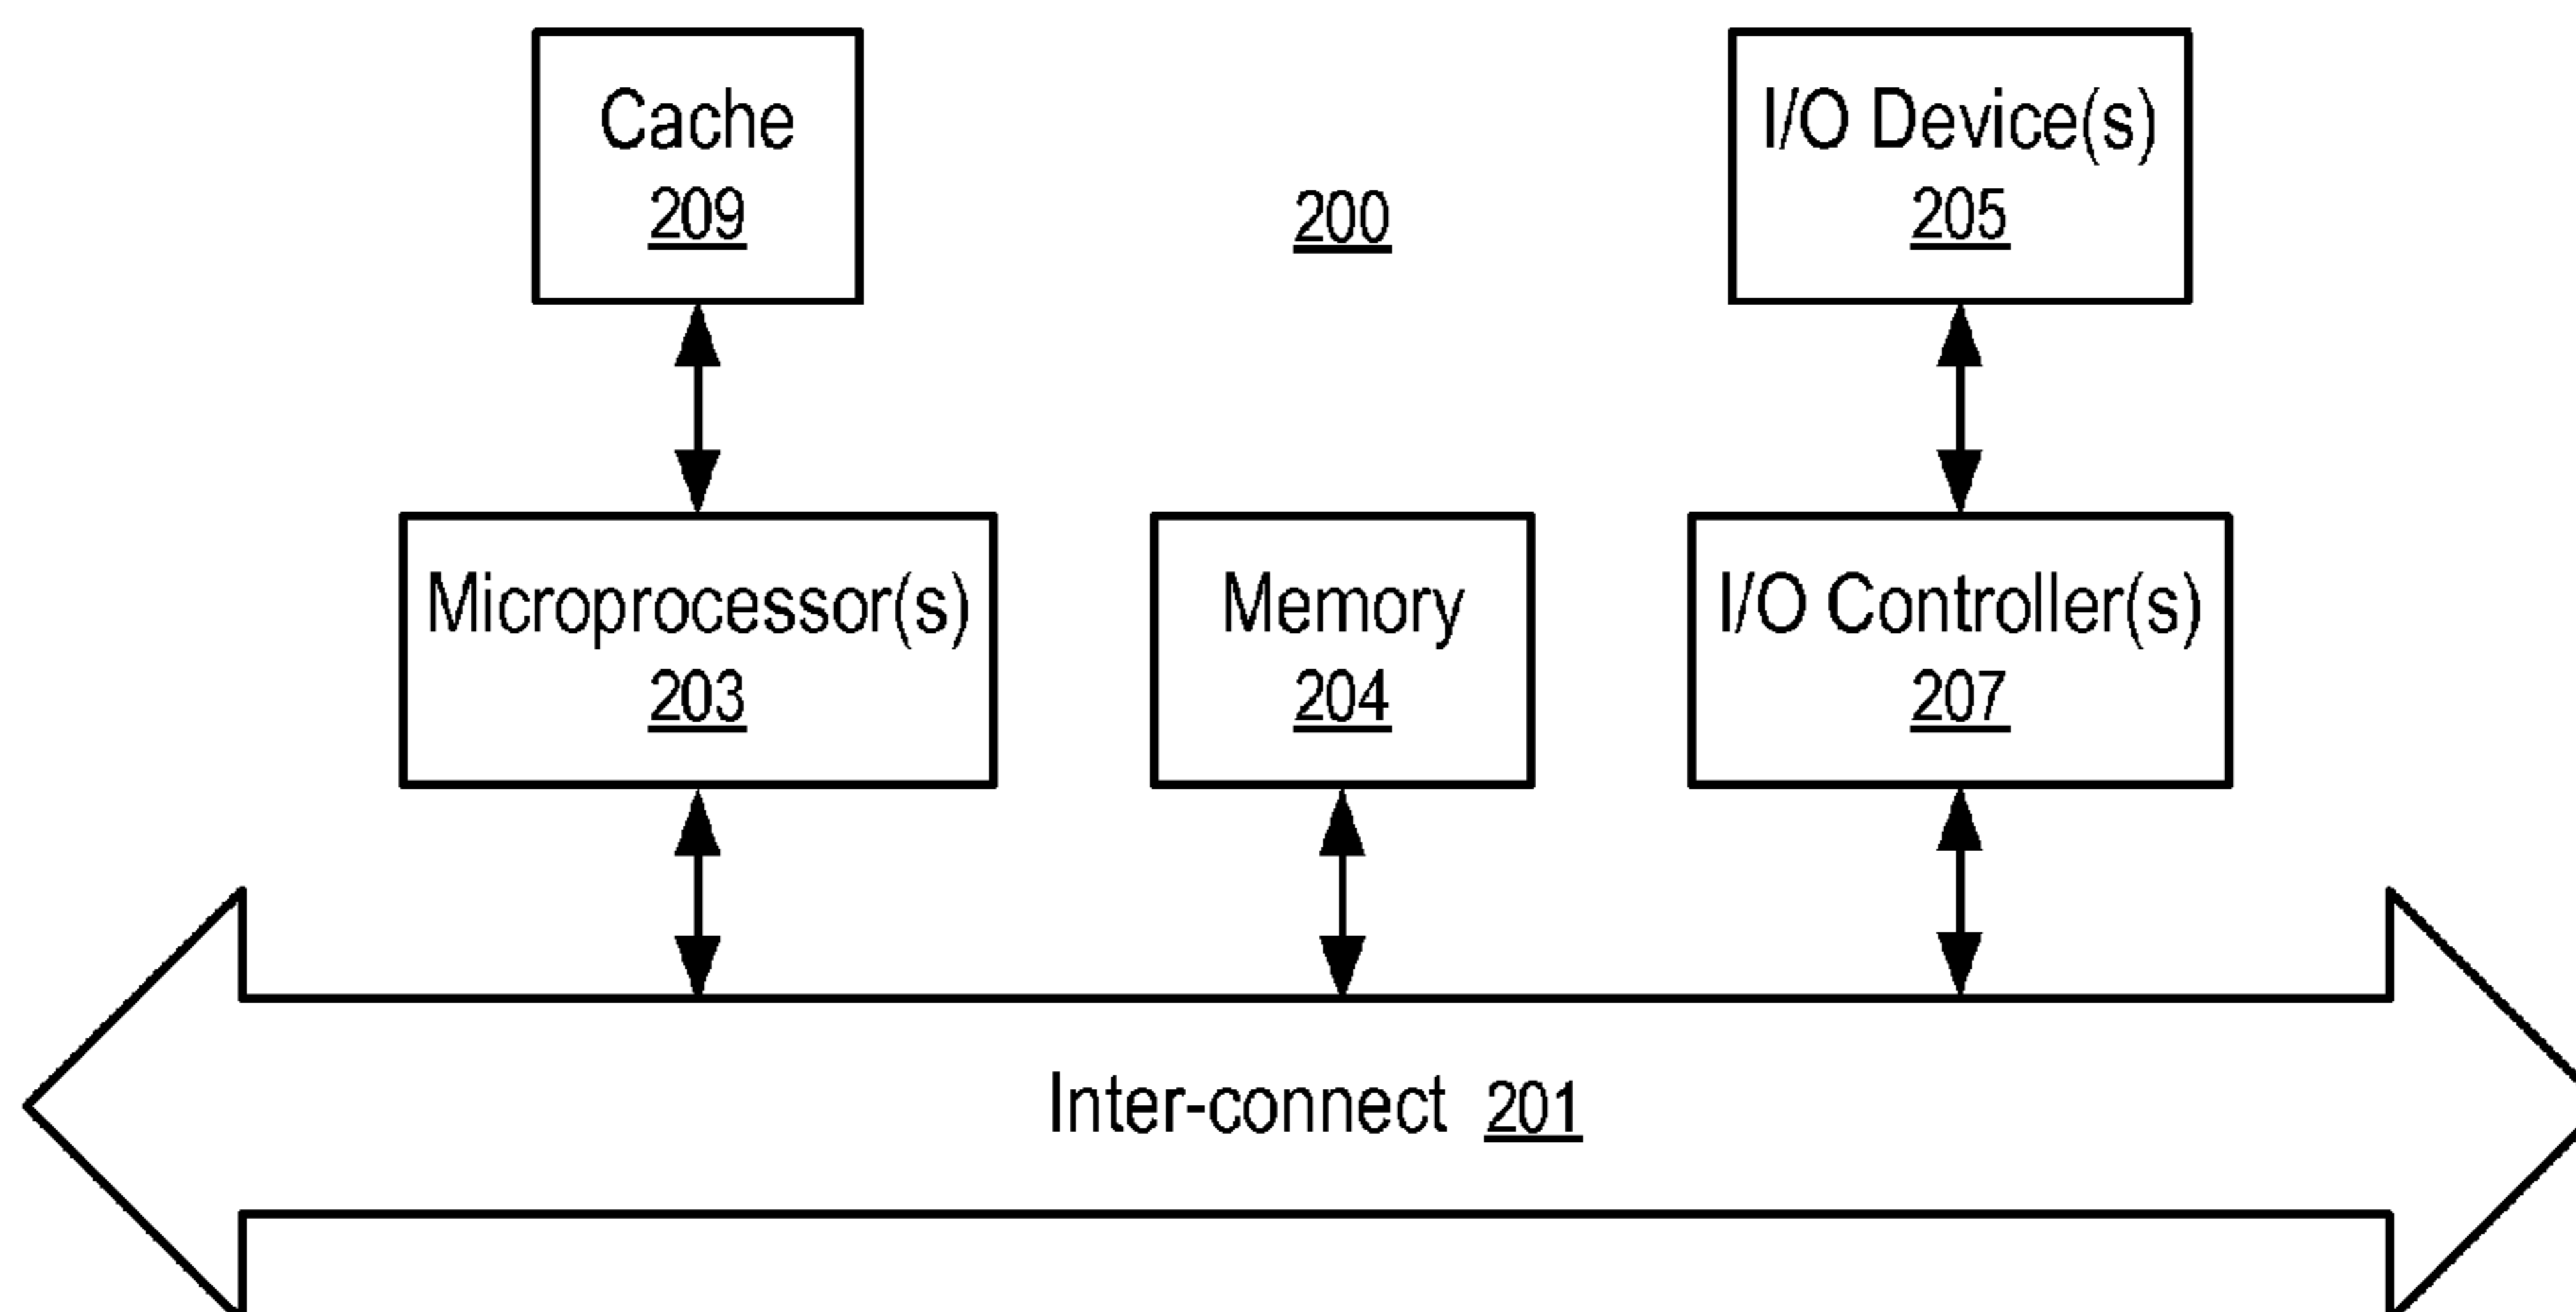 Cache
209
200
I/O Device(s)
205
Microprocessor(s)
203
Memory
204
I/O Controller(s)
207
Inter-connect 201